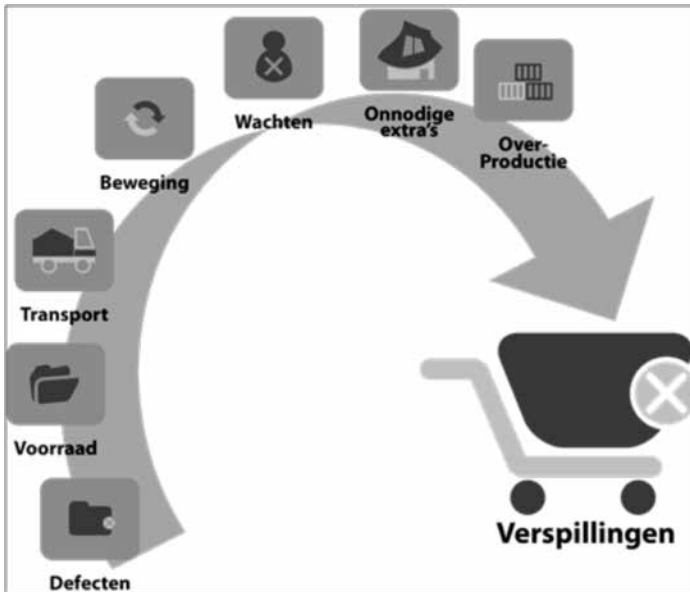 Wachten
Onnodige
extra's
Over-
Productie
Beweging
Transport
Voorraad
Defecten
Verspillingen